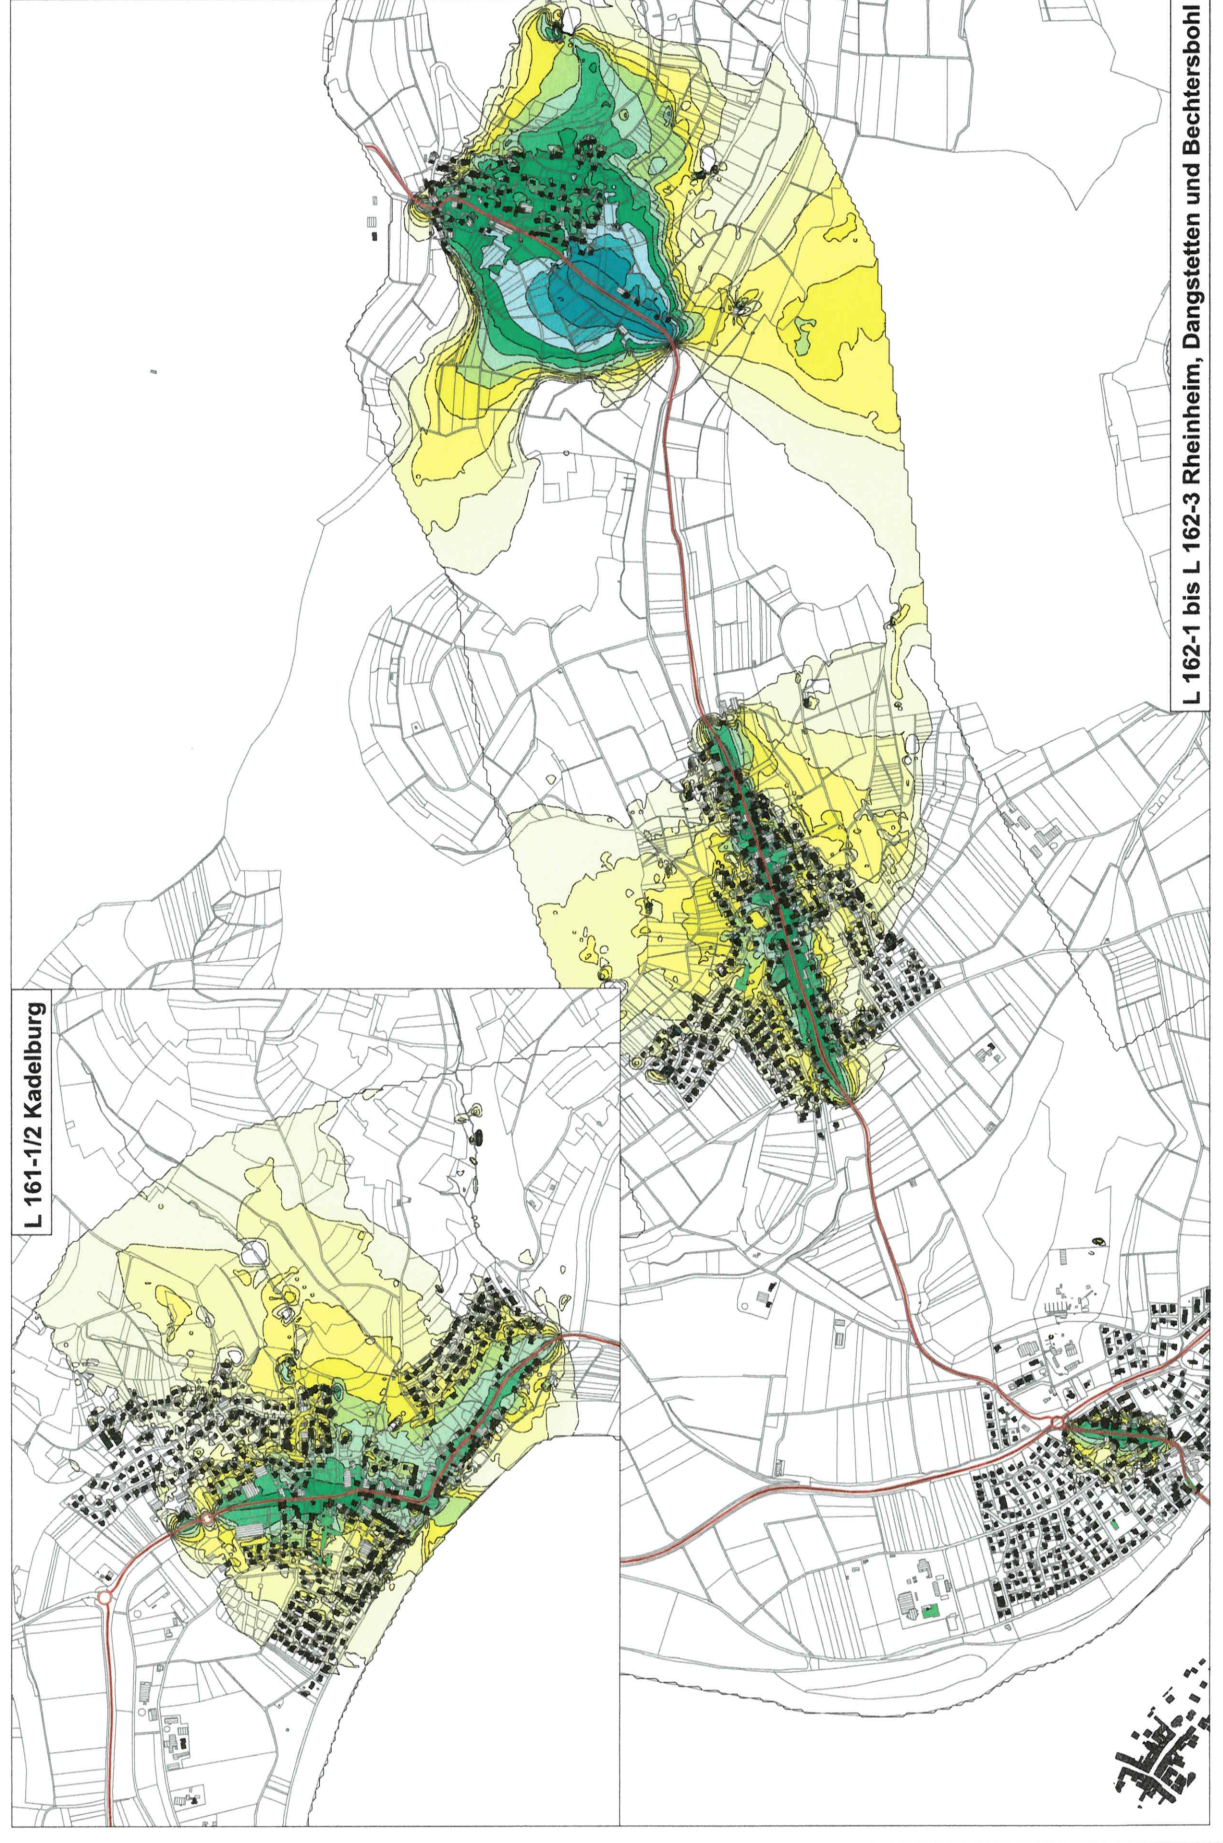 L 161-1/2 Kadelburg
L 162-1 bis L 162-3 Rheinheim, Dangstetten und Bechtersbohl